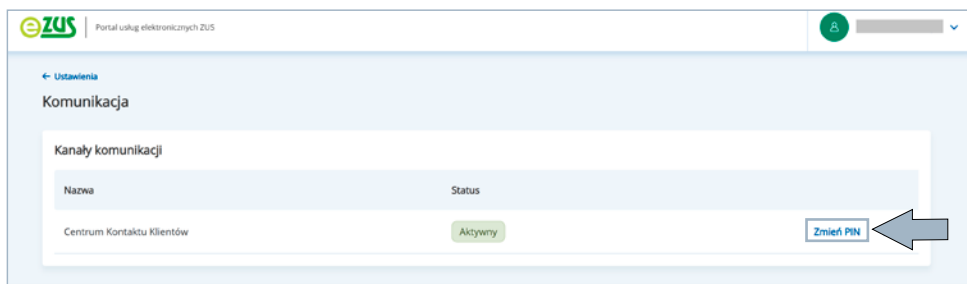 eZUS Portal usług elektronicznych ZUS
← Ustawienia
Komunikacja
Kanały komunikacji
Nazwa Status
Centrum Kontaktu Klientów Aktywny Zmień PIN